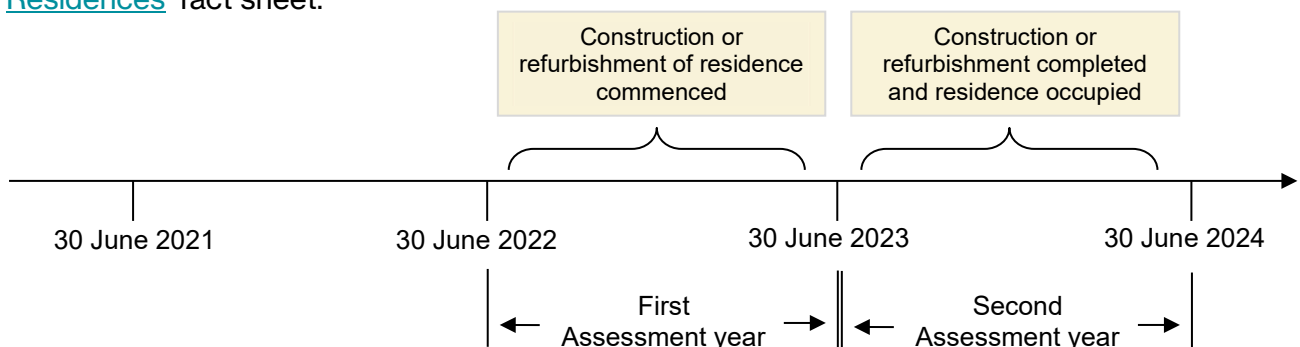 Residences' fact sheet.
Construction or
refurbishment of residence
commenced
Construction or
refurbishment completed
and residence occupied
30 June 2021
30 June 2022
30 June 2023
30 June 2024
First
Assessment year
Second
Assessment year